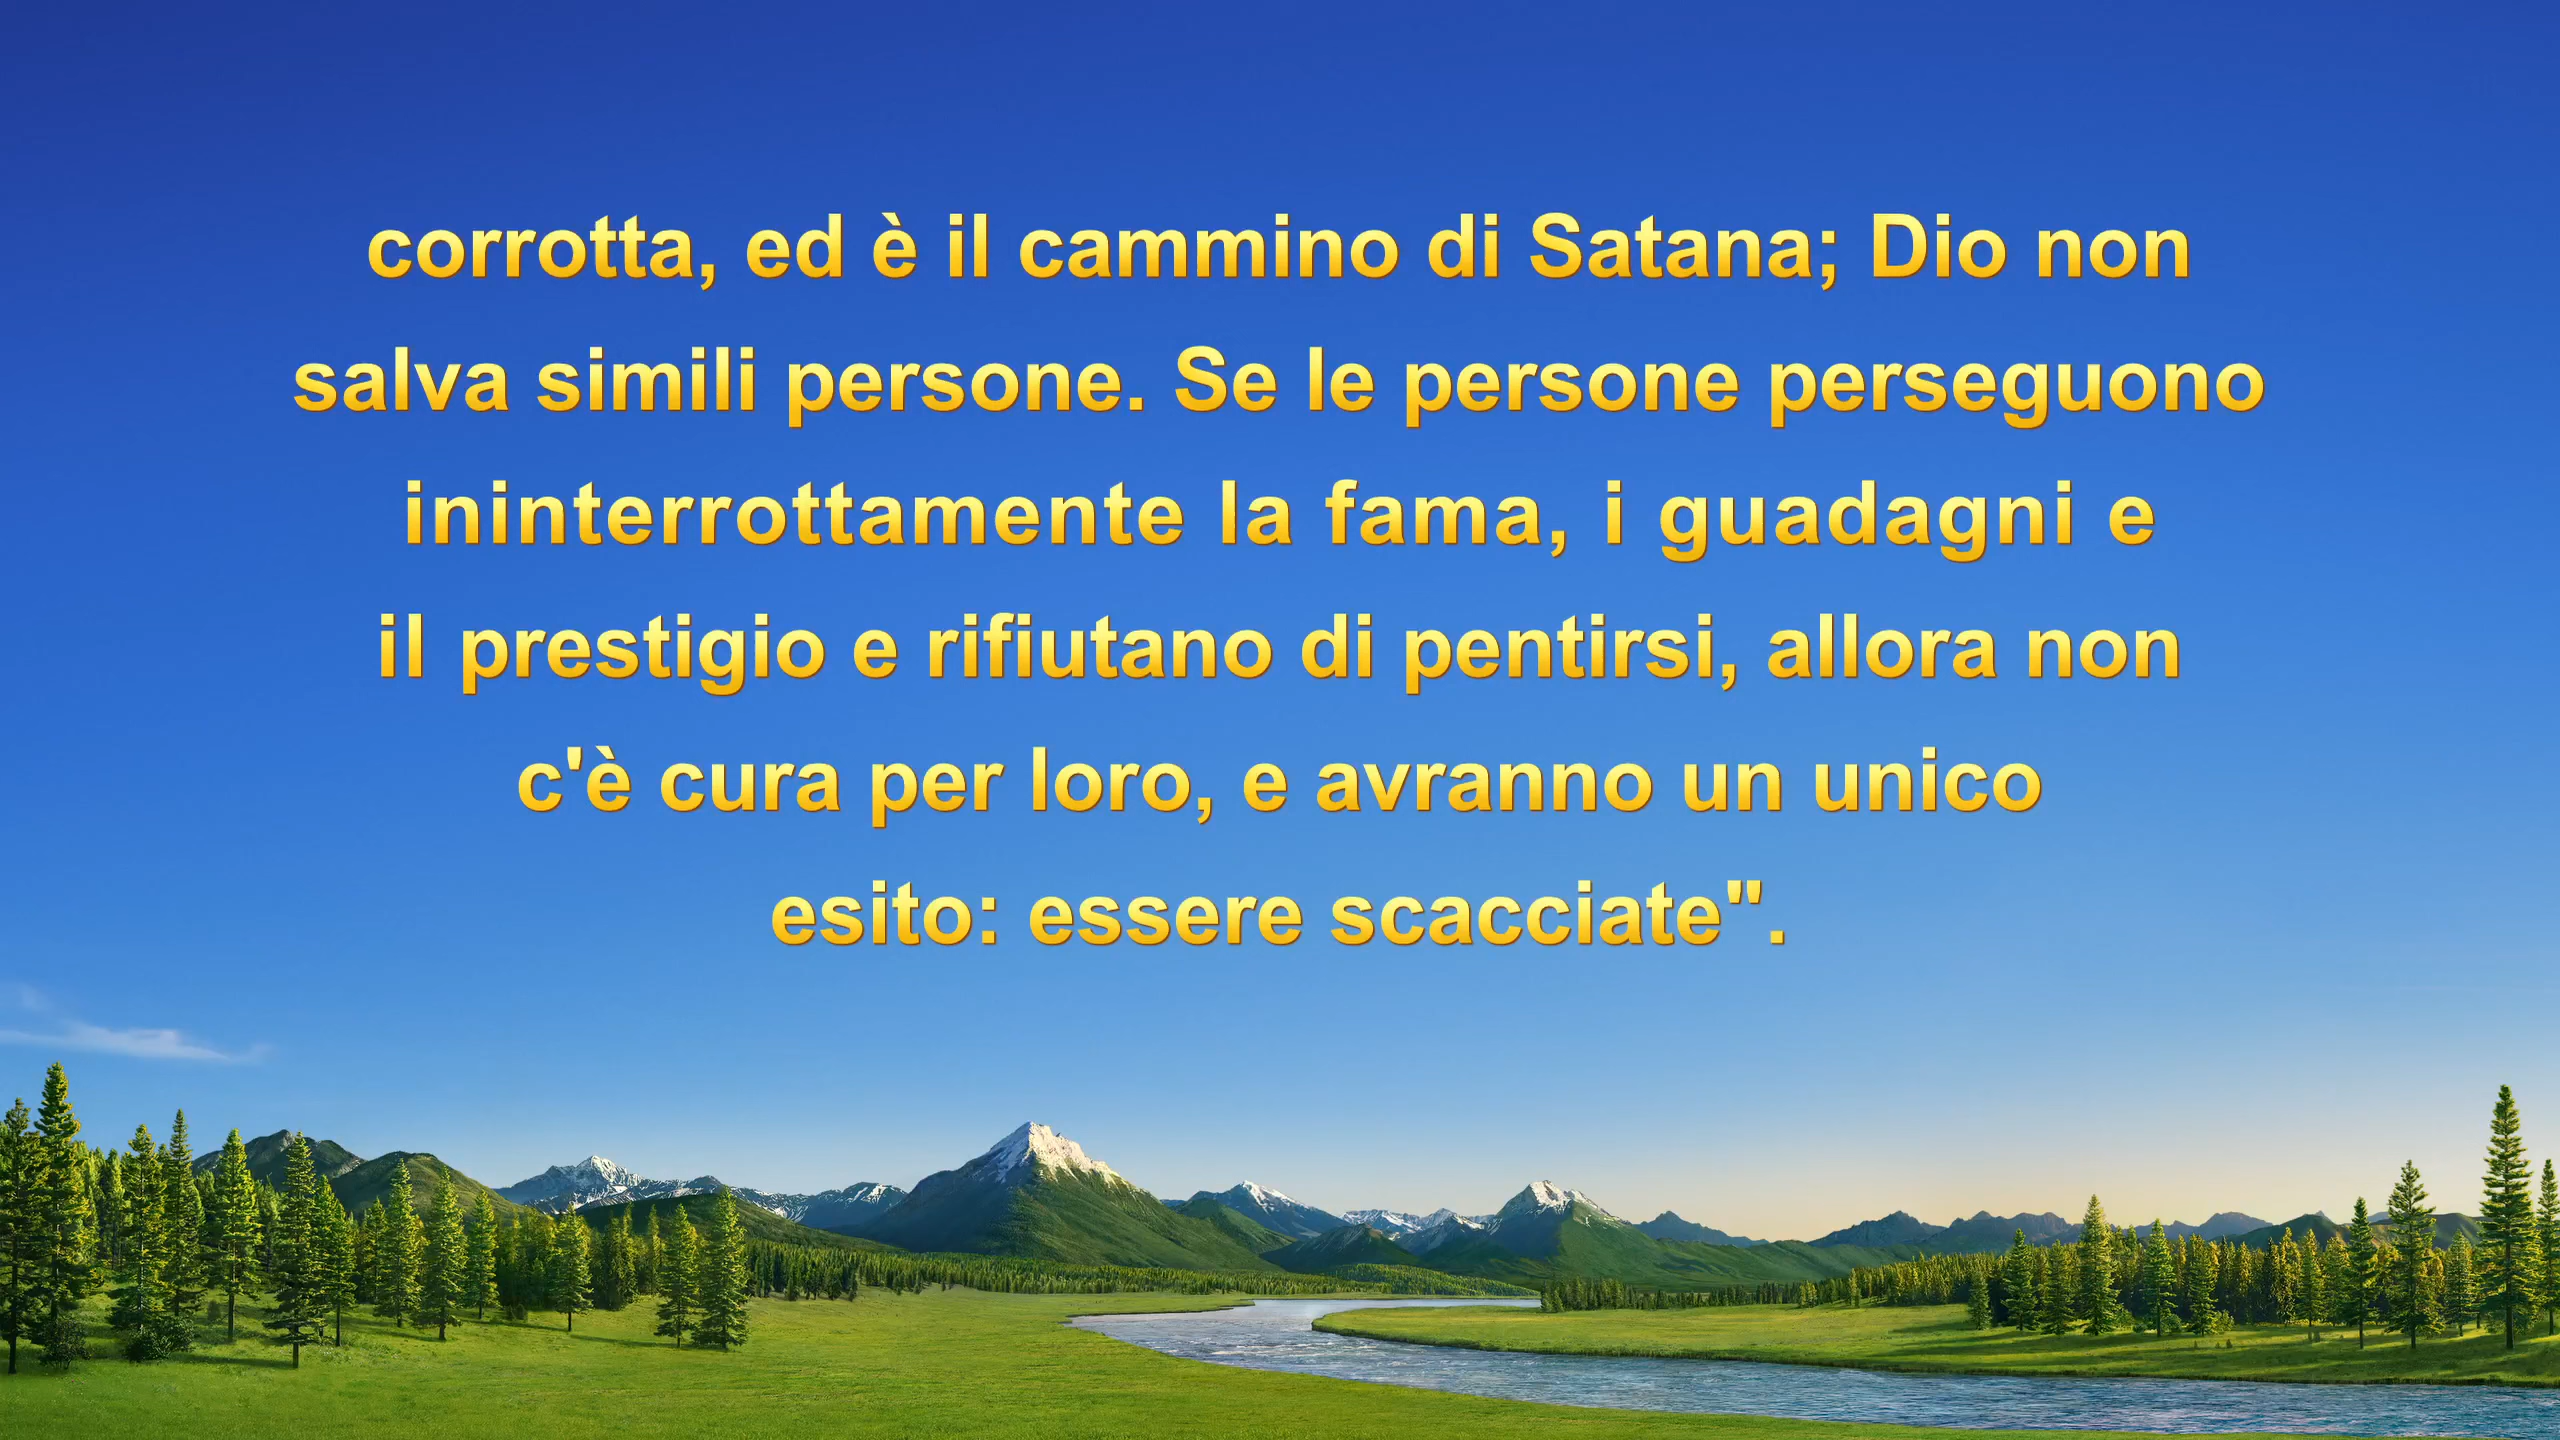 corrotta, ed è il cammino di Satana; Dio non
salva simili persone. Se le persone perseguono
ininterrottamente la fama, i guadagni e
il prestigio e rifiutano di pentirsi, allora non
c'è cura per loro, e avranno un unico
esito: essere scacciate".